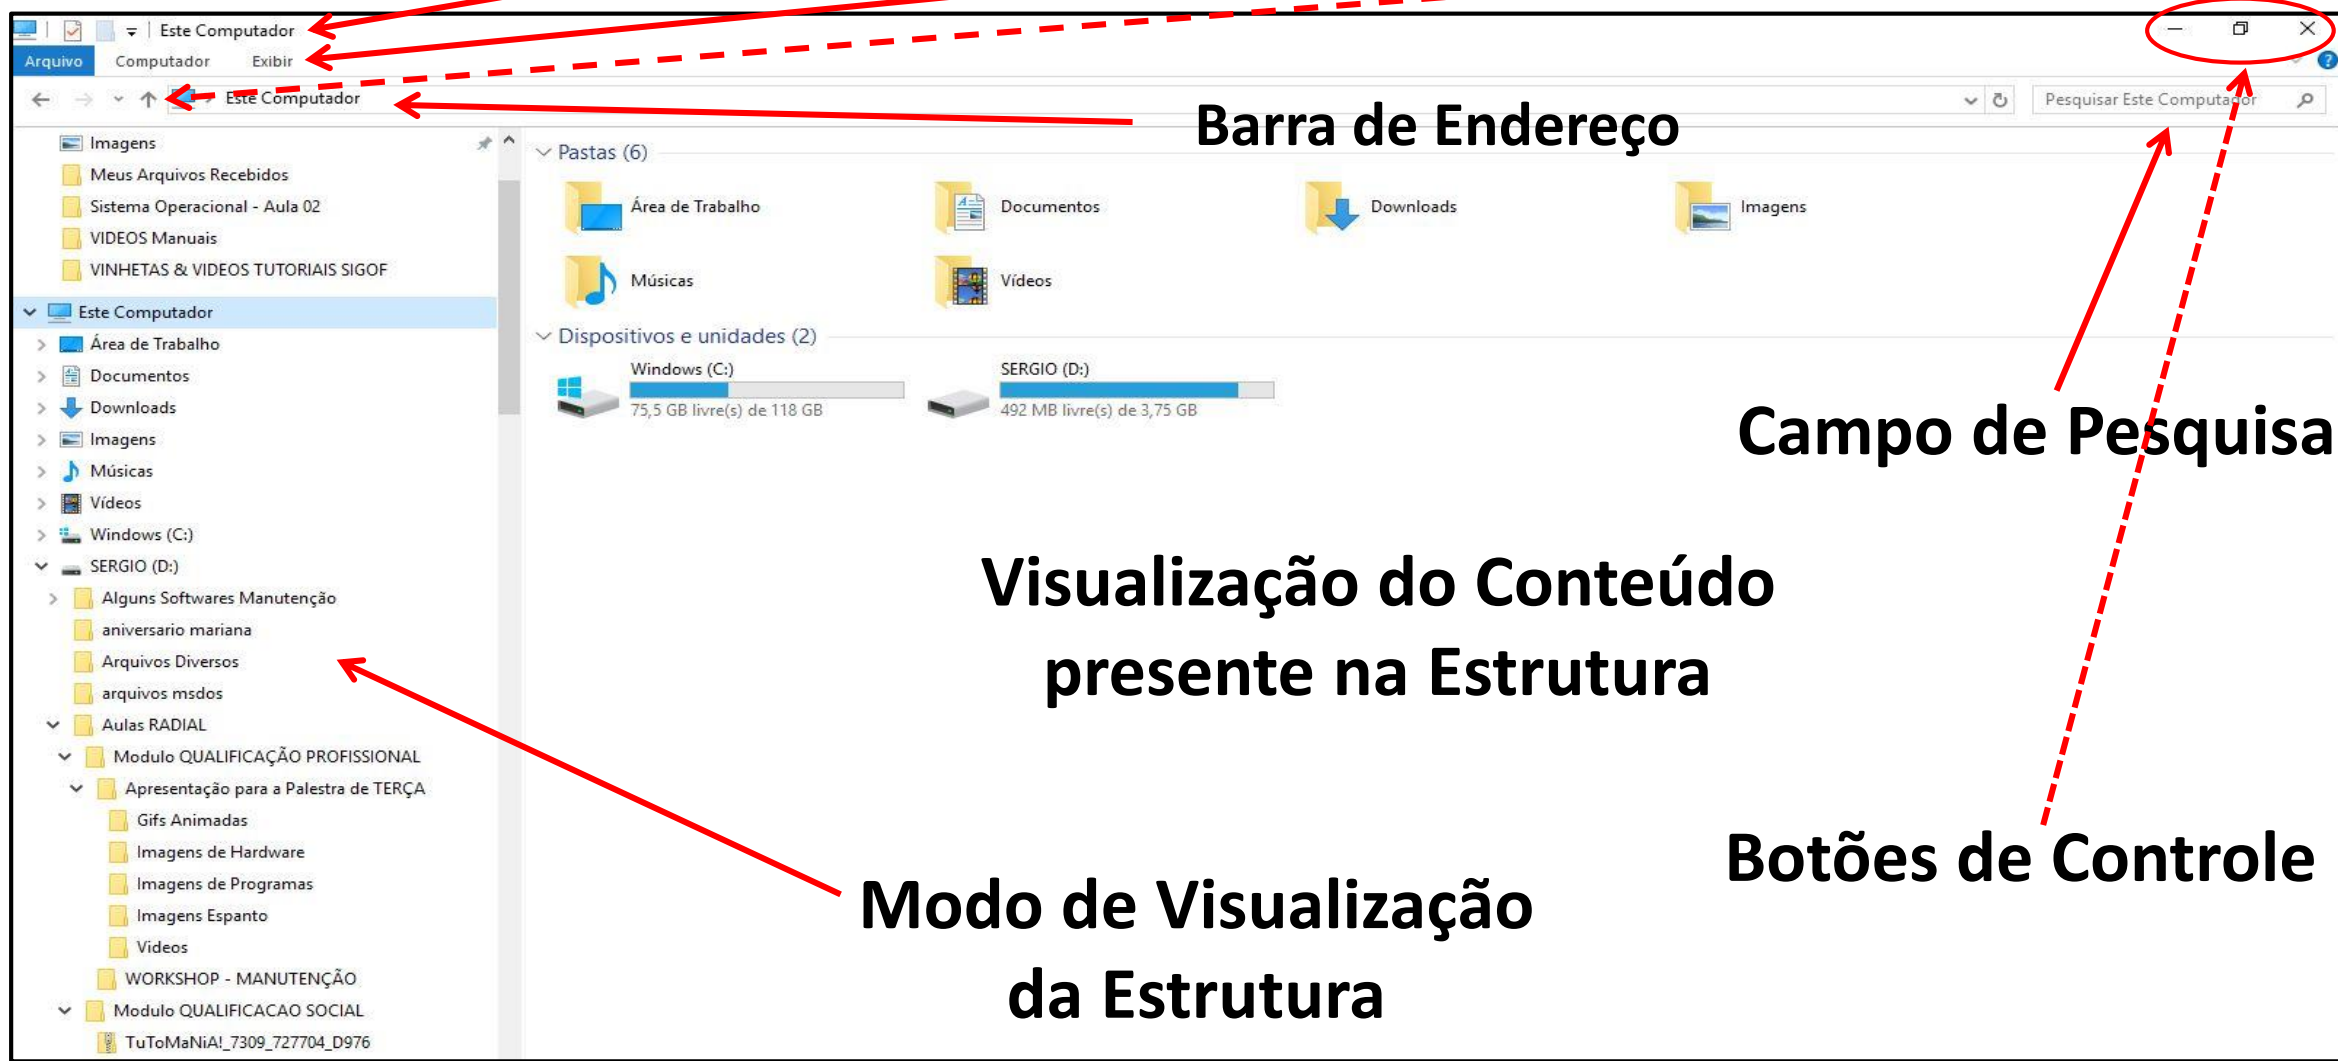 Este Computador
Arquivo Computador Exibir
Este Computador
Pesquisar Este Computador
Barra de Endereço
Imagens
Meus Arquivos Recebidos
Sistema Operacional - Aula 02
VIDEOS Manuais
VINHETAS & VIDEOS TUTORIAIS SIGOF
Este Computador
Área de Trabalho
Documentos
Downloads
Imagens
Músicas
Vídeos
Windows (C:)
SERGIO (D:)
Alguns Softwares Manutenção
aniversario mariana
Arquivos Diversos
arquivos msdos
Aulas RADIAL
Modulo QUALIFICAÇÃO PROFISSIONAL
Apresentação para a Palestra de TERÇA
Gifs Animadas
Imagens de Hardware
Imagens de Programas
Imagens Espanto
Videos
WORKSHOP - MANUTENÇÃO
Modulo QUALIFICACAO SOCIAL
TuToMaNiA!_7309_727704_D976
Pastas (6)
Área de Trabalho
Documentos
Downloads
Imagens
Músicas
Vídeos
Dispositivos e unidades (2)
Windows (C:)
75,5 GB livre(s) de 118 GB
SERGIO (D:)
492 MB livre(s) de 3,75 GB
Campo de Pesquisa
Visualização do Conteúdo
presente na Estrutura
Botões de Controle
Modo de Visualização
da Estrutura